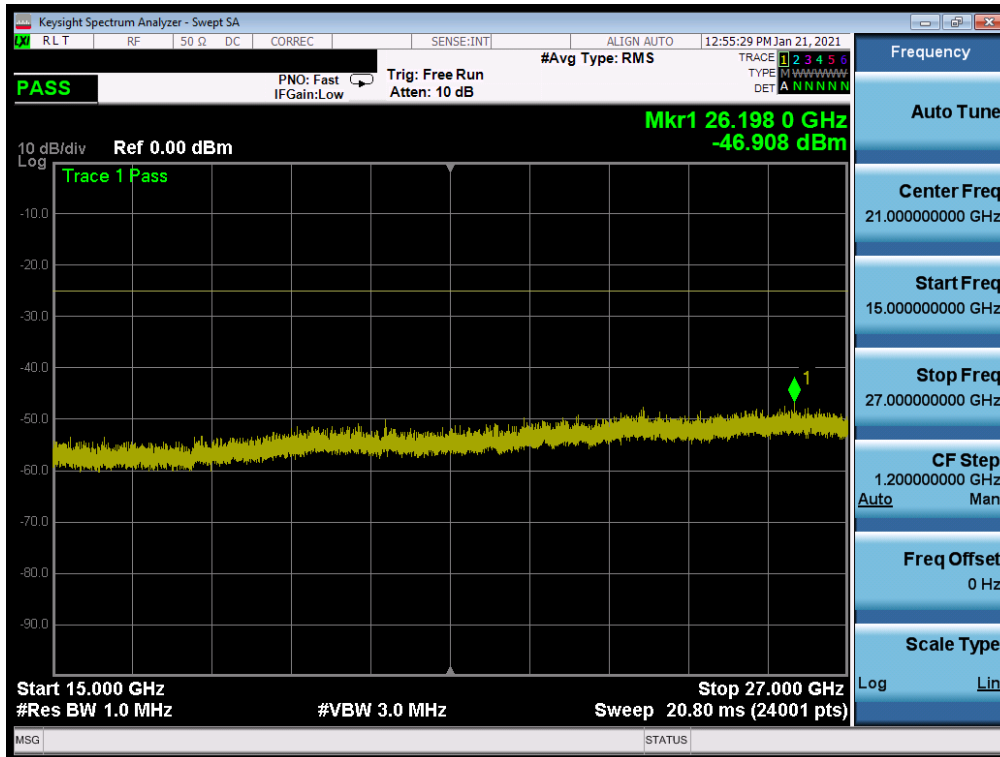 Keysight Spectrum Analyzer - Swept SA
LXI RLT RF 50 Ω DC CORREC SENSE:INT ALIGN AUTO 12:55:29 PM Jan 21, 2021
PASS
PNO: Fast
IFGain:Low
Trig: Free Run
Atten: 10 dB
#Avg Type: RMS
TRACE 1 2 3 4 5 6
TYPE M WWWWW
DET A N N N N N
Mkr1 26.198 0 GHz
-46.908 dBm
10 dB/div Ref 0.00 dBm
Log
Trace 1 Pass
-10.0
-20.0
-30.0
-40.0
1
-50.0
-60.0
-70.0
-80.0
-90.0
Start 15.000 GHz Stop 27.000 GHz
#Res BW 1.0 MHz #VBW 3.0 MHz Sweep 20.80 ms (24001 pts)
MSG STATUS
Frequency
Auto Tune
Center Freq
21.000000000 GHz
Start Freq
15.000000000 GHz
Stop Freq
27.000000000 GHz
CF Step
1.200000000 GHz
Auto Man
Freq Offset
0 Hz
Scale Type
Log Lin